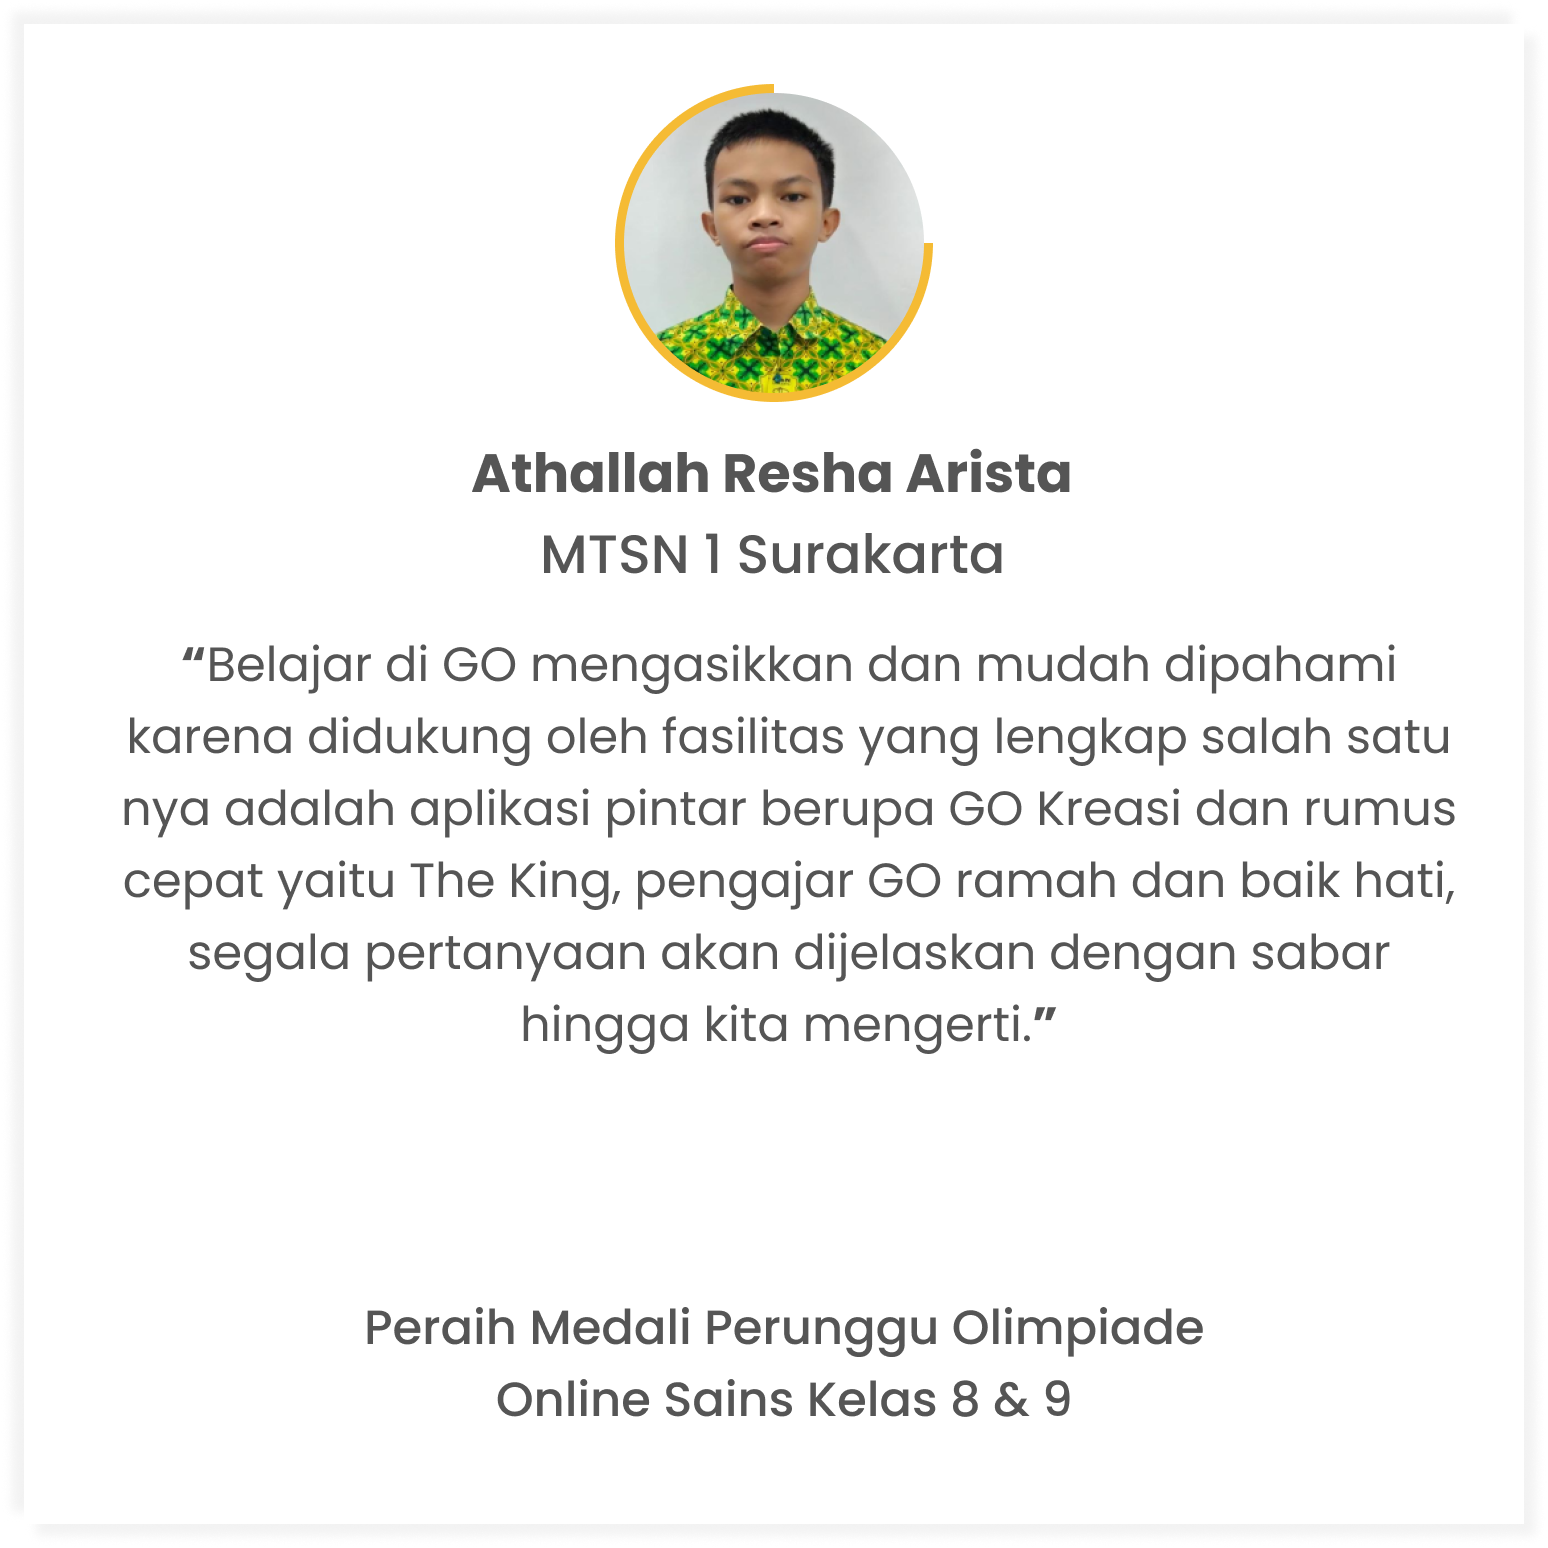 Athallah Resha Arista
MTSN 1 Surakarta
“Belajar di GO mengasikkan dan mudah dipahami
karena didukung oleh fasilitas yang lengkap salah satu
nya adalah aplikasi pintar berupa GO Kreasi dan rumus
cepat yaitu The King, pengajar GO ramah dan baik hati,
segala pertanyaan akan dijelaskan dengan sabar
hingga kita mengerti.”
Peraih Medali Perunggu Olimpiade
Online Sains Kelas 8 & 9